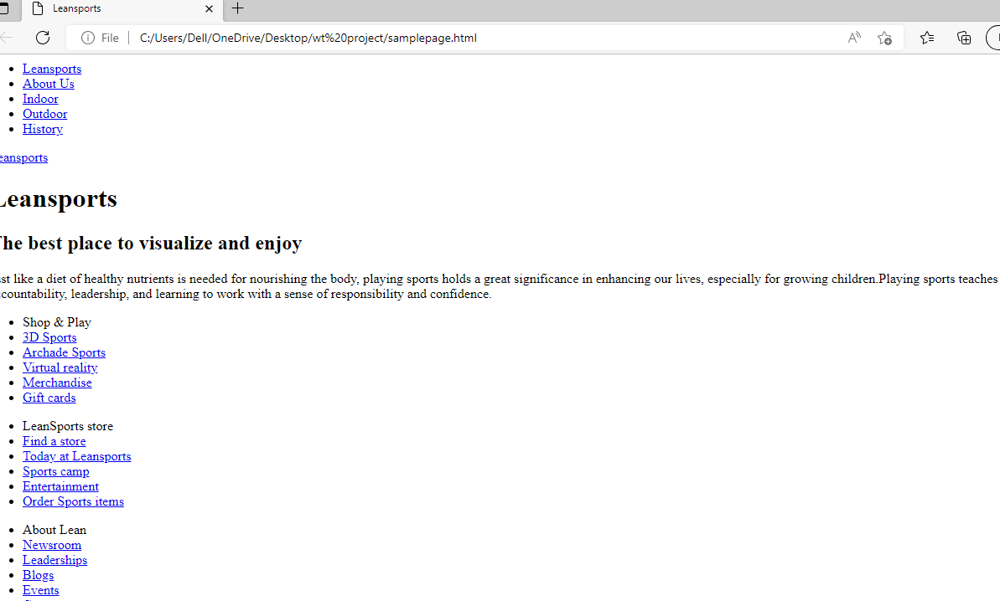 Leansports
File
C:/Users/Dell/OneDrive/Desktop/wt%20project/samplepage.html
Leansports
About Us
Indoor
Outdoor
History
eansports
Leansports
The best place to visualize and enjoy
ust like a diet of healthy nutrients is needed for nourishing the body, playing sports holds a great significance in enhancing our lives, especially for growing children.Playing sports teaches
countability, leadership, and learning to work with a sense of responsibility and confidence.
Shop & Play
3D Sports
Archade Sports
Virtual reality
Merchandise
Gift cards
LeanSports store
Find a store
Today at Leansports
Sports camp
Entertainment
Order Sports items
About Lean
Newsroom
Leaderships
Blogs
Events